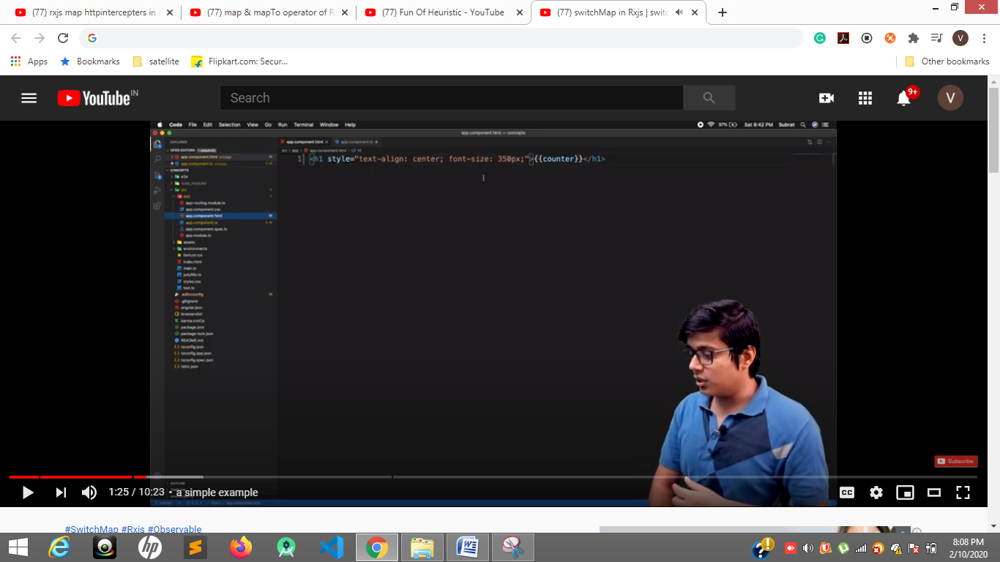 (77) rxjs map httpintercepters in a
(77) map & mapTo operator of R
(77) Fun Of Heuristic - YouTube
(77) switchMap in Rxjs | switc
Apps
Bookmarks
satellite
Flipkart.com: Secur...
Other bookmarks
V
YouTube IN
Search
9+
V
Code File Edit Selection View Go Run Terminal Window Help
97% Sat 9:42 PM Subrat
app.component.html — concepts
EXPLORER
app.component.html
app.component.ts
OPEN EDITORS 1 UNSAVED
src > app > app.component.html > h1
app.component.html src/app M
1 <h1 style="text-align: center; font-size: 350px;">{{counter}}</h1>
app.component.ts src/app 1, M
CONCEPTS
e2e
node_modules
src
app
app-routing.module.ts
app.component.css
app.component.html M
app.component.ts 1, M
app.component.spec.ts
app.module.ts
assets
environments
favicon.ico
index.html
main.ts
polyfills.ts
styles.css
test.ts
.editorconfig M
.gitignore
angular.json
browserslist
karma.conf.js
package.json
package-lock.json
README.md
tsconfig.json
tsconfig.app.json
tsconfig.spec.json
tslint.json
OUTLINE
Subscribe
1:25 / 10:23 • a simple example
CC
#SwitchMap #Rxjs #Observable
8:08 PM
2/10/2020